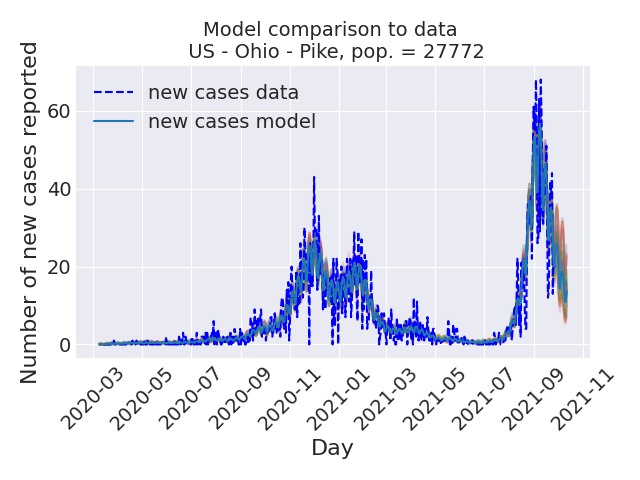 Model comparison to data
US - Ohio - Pike, pop. = 27772
Number of new cases reported
60
40
20
0
new cases data
new cases model
2020-03
2020-05
2020-07
2020-09
2020-11
2021-01
2021-03
2021-05
2021-07
2021-09
2021-11
Day